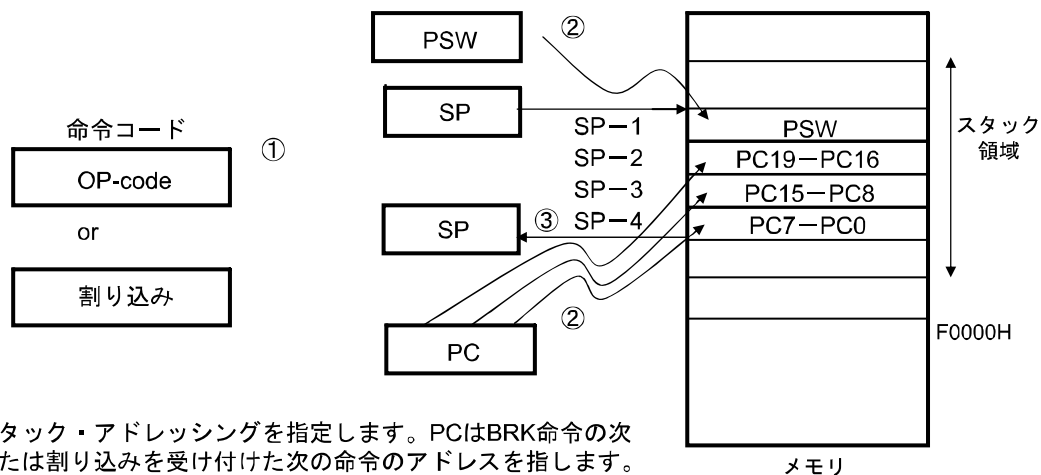 PSW
②
SP
SP－1
SP－2
SP－3
SP－4
命令コード
①
OP-code
or
割り込み
SP
③
②
PC
PSW
PC19－PC16
PC15－PC8
PC7－PC0
スタック
領域
F0000H
メモリ
タック・アドレッシングを指定します。PCはBRK命令の次
たは割り込みを受け付けた次の命令のアドレスを指します。